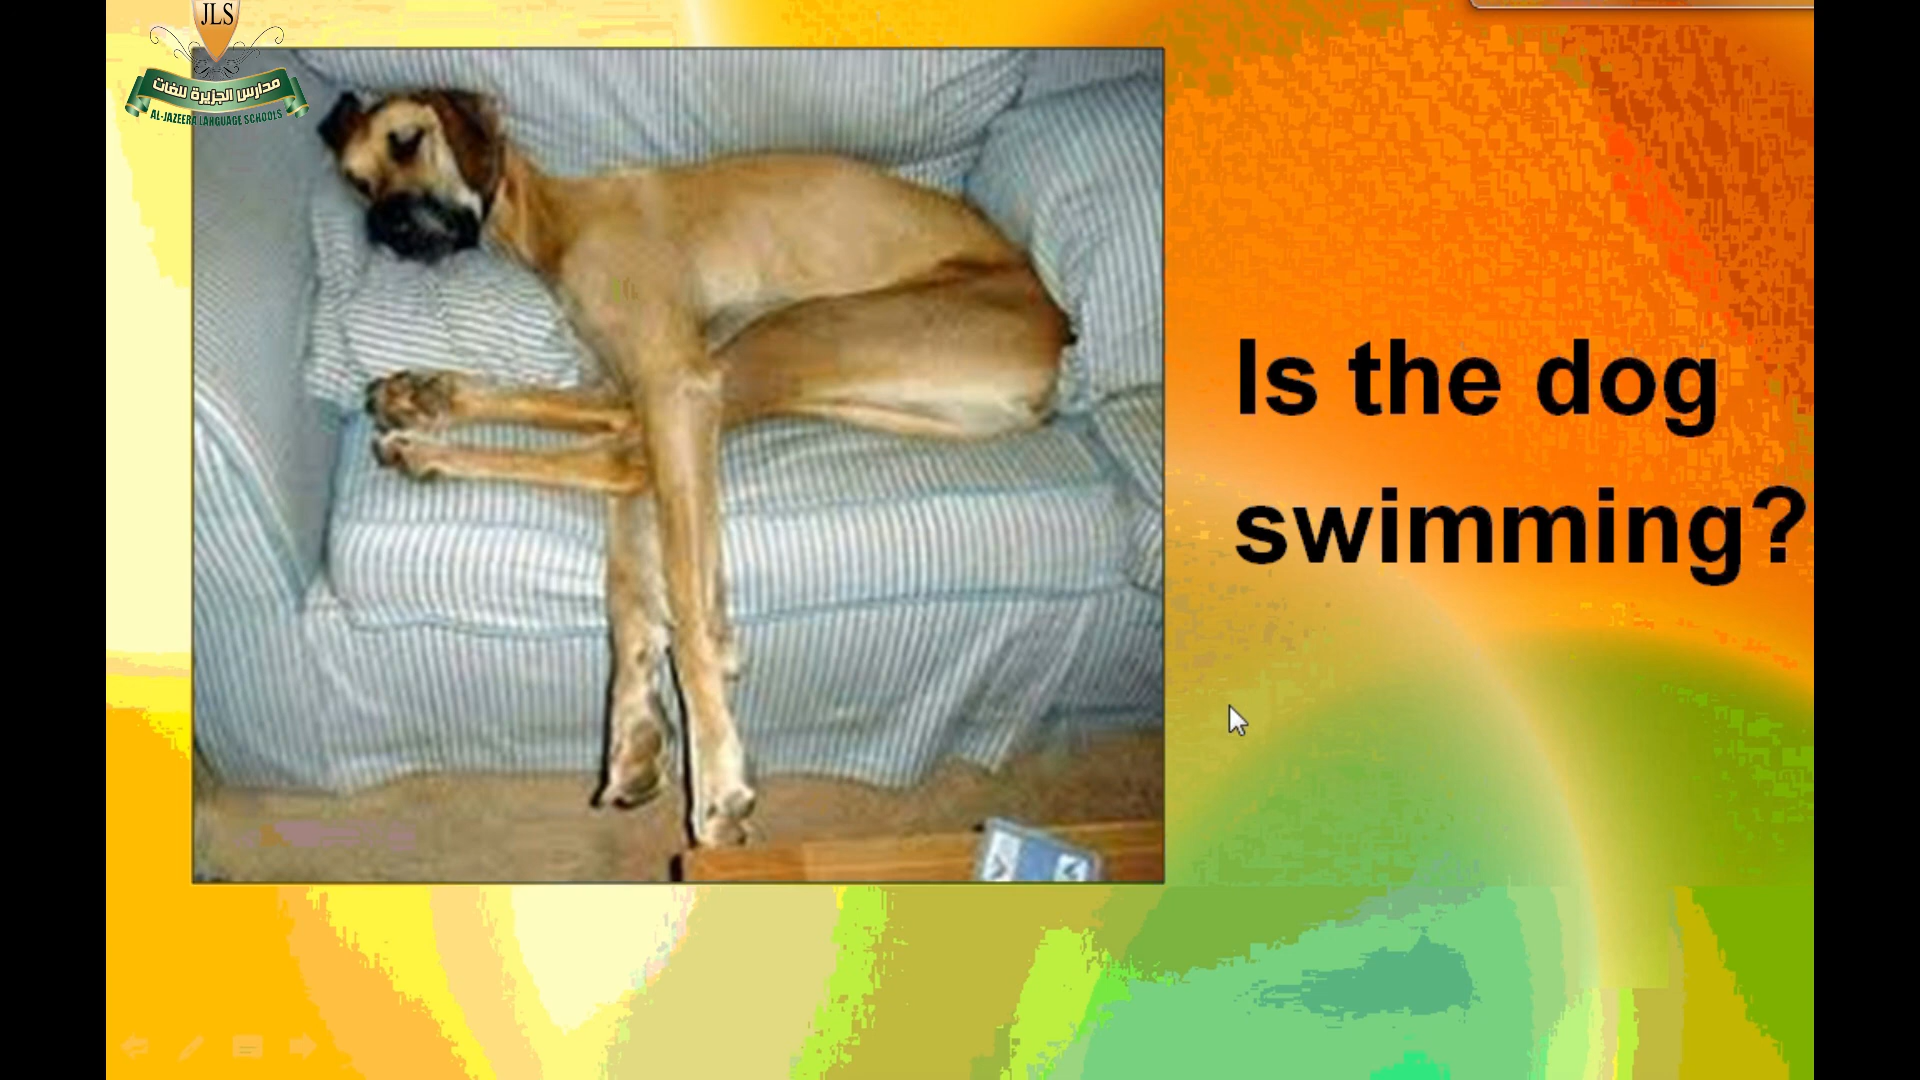 JLS
مدارس الجزيرة للغات
AL-JAZEERA LANGUAGE SCHOOLS
Is the dog
swimming?